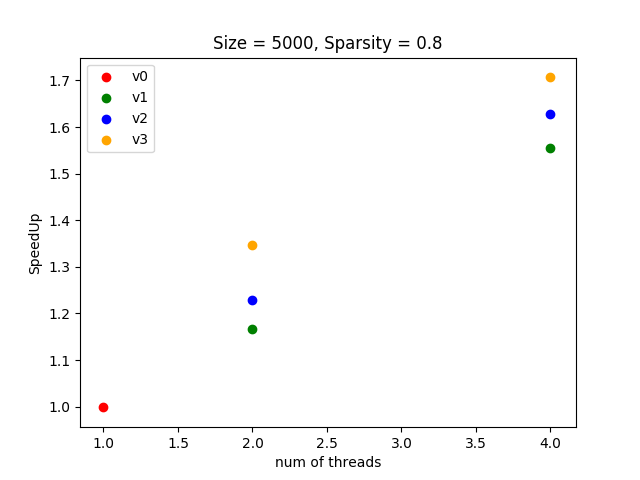 Size = 5000, Sparsity = 0.8
v0
v1
v2
v3
SpeedUp
1.7
1.6
1.5
1.4
1.3
1.2
1.1
1.0
1.0 1.5 2.0 2.5 3.0 3.5 4.0
num of threads